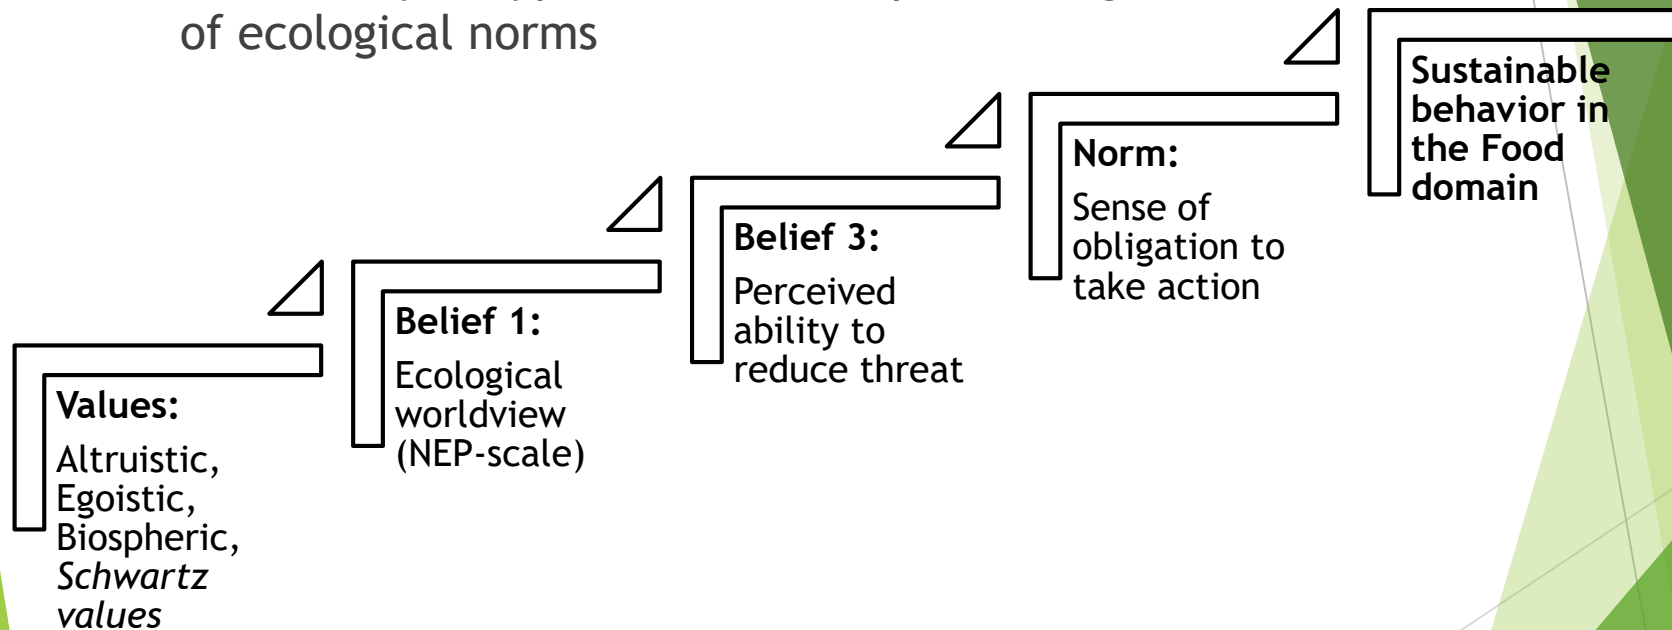 of ecological norms
Sustainable
behavior in
the Food
domain
Norm:
Sense of
obligation to
take action
Belief 3:
Perceived
ability to
reduce threat
Belief 1:
Ecological
worldview
(NEP-scale)
Values:
Altruistic,
Egoistic,
Biospheric,
Schwartz
values